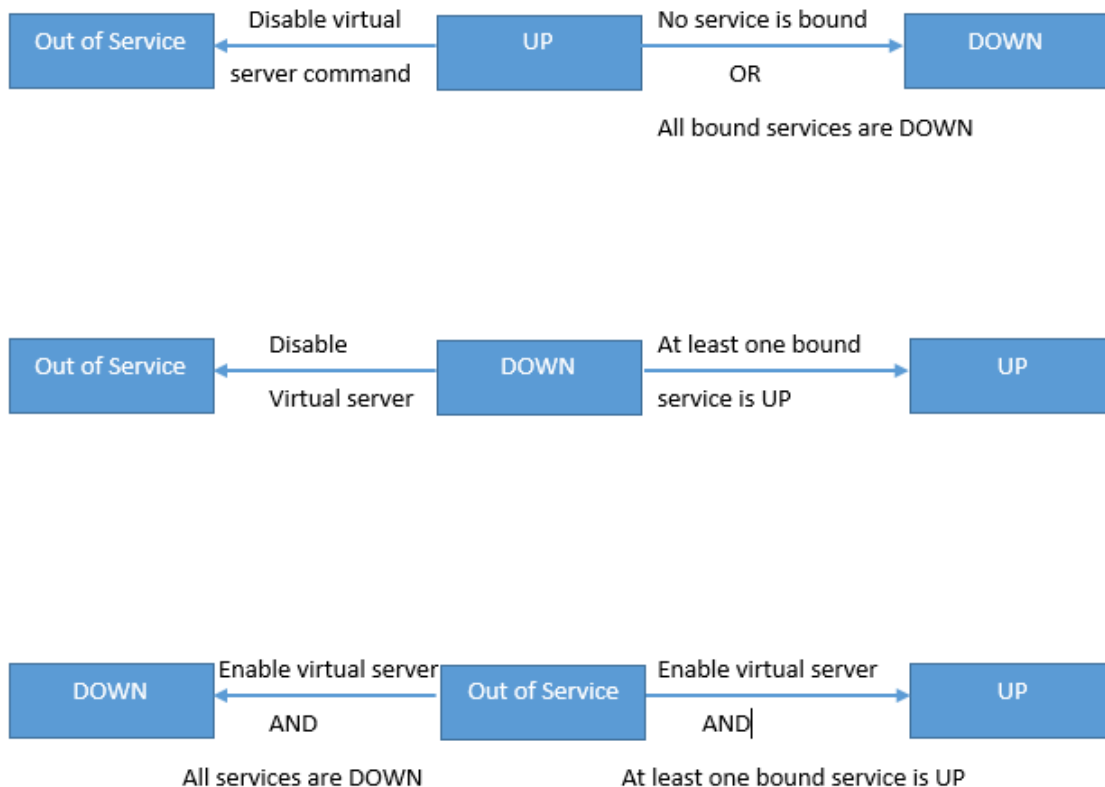 Out of Service
Disable virtual
server command
UP
No service is bound
OR
All bound services are DOWN
DOWN
Out of Service
Disable
Virtual server
DOWN
At least one bound
service is UP
UP
DOWN
Enable virtual server
AND
All services are DOWN
Out of Service
Enable virtual server
AND
At least one bound service is UP
UP